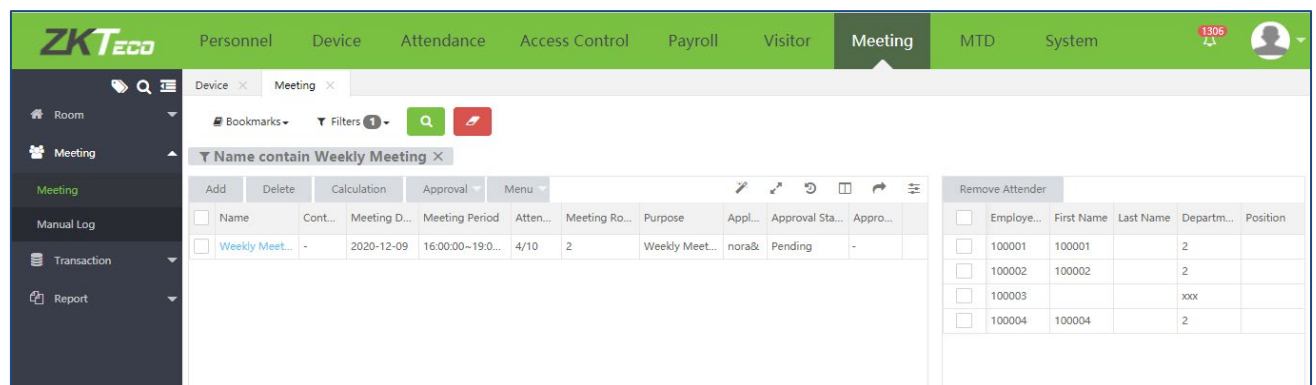 ZKTECO Personnel Device Attendance Access Control Payroll Visitor Meeting MTD System 1306
Device Meeting
Room
Bookmarks Filters 1
Meeting
Name contain Weekly Meeting
Meeting
Add Delete Calculation Approval Menu Remove Attender
Manual Log
Name Cont... Meeting D... Meeting Period Atten... Meeting Ro... Purpose Appl... Approval Sta... Appro... Employe... First Name Last Name Departm... Position
Weekly Meet... - 2020-12-09 16:00:00~19:0... 4/10 2 Weekly Meet... nora& Pending - 100001 100001 2
Transaction
100002 100002 2
Report
100003 xxx
100004 100004 2